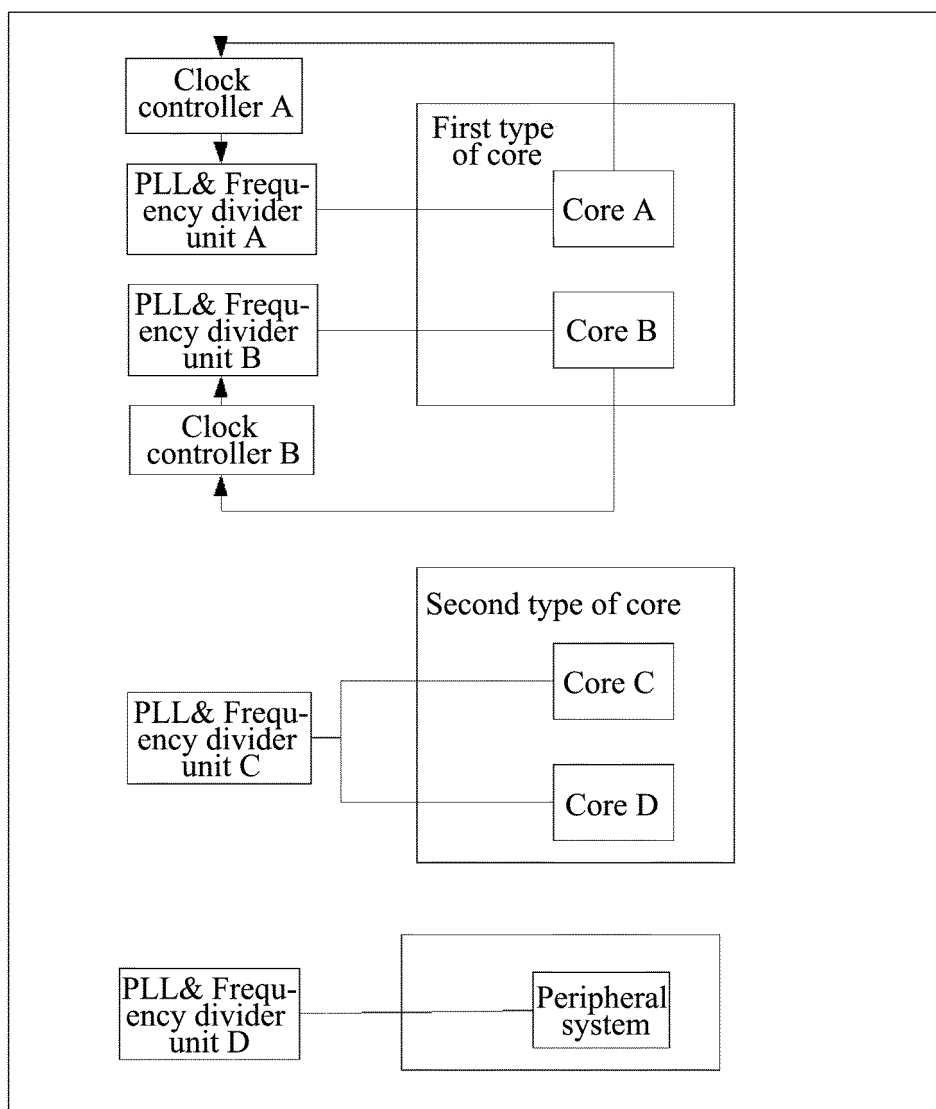 Clock
controller A
First type
of core
PLL& Frequ-
ency divider
unit A
Core A
PLL& Frequ-
ency divider
unit B
Core B
Clock
controller B
Second type of core
Core C
PLL& Frequ-
ency divider
unit C
Core D
PLL& Frequ-
ency divider
unit D
Peripheral
system